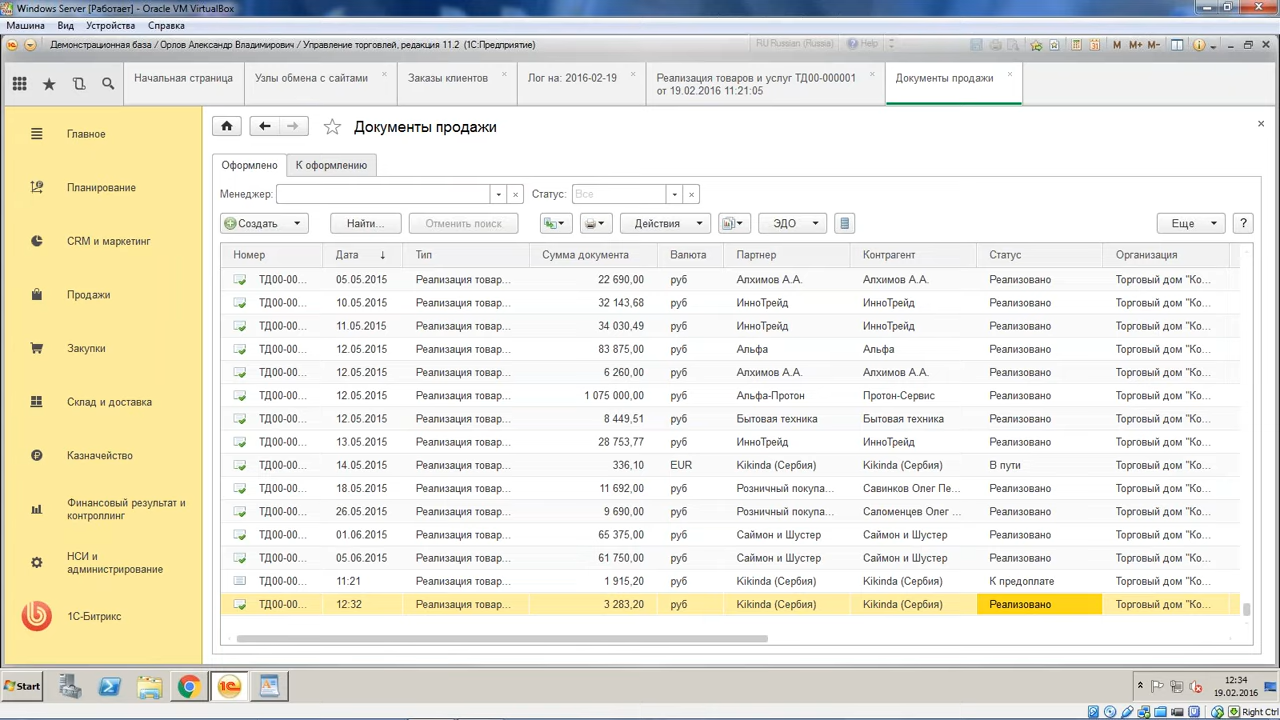 Windows Server [Работает] - Oracle VM VirtualBox
Машина Вид Устройства Справка
Демонстрационная база / Орлов Александр Владимирович / Управление торговлей, редакция 11.2 (1С:Предприятие)
RU Russian (Russia) Help
M M+ M-
Начальная страница
Узлы обмена с сайтами
Заказы клиентов
Лог на: 2016-02-19
Реализация товаров и услуг ТД00-000001
от 19.02.2016 11:21:05
Документы продажи
Главное
Планирование
CRM и маркетинг
Продажи
Закупки
Склад и доставка
Казначейство
Финансовый результат и
контроллинг
НСИ и
администрирование
1С-Битрикс
Документы продажи
Оформлено К оформлению
Менеджер: Статус: Все
Создать Найти... Отменить поиск Действия ЭДО Еще ?
Номер Дата ↓ Тип Сумма документа Валюта Партнер Контрагент Статус Организация
ТД00-00... 05.05.2015 Реализация товар... 22 690,00 руб Алхимов А.А. Алхимов А.А. Реализовано Торговый дом "Ко...
ТД00-00... 10.05.2015 Реализация товар... 32 143,68 руб ИнноТрейд ИнноТрейд Реализовано Торговый дом "Ко...
ТД00-00... 11.05.2015 Реализация товар... 34 030,49 руб ИнноТрейд ИнноТрейд Реализовано Торговый дом "Ко...
ТД00-00... 12.05.2015 Реализация товар... 83 875,00 руб Альфа Альфа Реализовано Торговый дом "Ко...
ТД00-00... 12.05.2015 Реализация товар... 6 260,00 руб Алхимов А.А. Алхимов А.А. Реализовано Торговый дом "Ко...
ТД00-00... 12.05.2015 Реализация товар... 1 075 000,00 руб Альфа-Протон Протон-Сервис Реализовано Торговый дом "Ко...
ТД00-00... 12.05.2015 Реализация товар... 8 449,51 руб Бытовая техника Бытовая техника Реализовано Торговый дом "Ко...
ТД00-00... 13.05.2015 Реализация товар... 28 753,77 руб ИнноТрейд ИнноТрейд Реализовано Торговый дом "Ко...
ТД00-00... 14.05.2015 Реализация товар... 336,10 EUR Kikinda (Сербия) Kikinda (Сербия) В пути Торговый дом "Ко...
ТД00-00... 18.05.2015 Реализация товар... 11 692,00 руб Розничный покупа... Савинков Олег Пе... Реализовано Торговый дом "Ко...
ТД00-00... 26.05.2015 Реализация товар... 9 690,00 руб Розничный покупа... Саломенцев Олег ... Реализовано Торговый дом "Ко...
ТД00-00... 01.06.2015 Реализация товар... 65 375,00 руб Саймон и Шустер Саймон и Шустер Реализовано Торговый дом "Ко...
ТД00-00... 05.06.2015 Реализация товар... 61 750,00 руб Саймон и Шустер Саймон и Шустер Реализовано Торговый дом "Ко...
ТД00-00... 11:21 Реализация товар... 1 915,20 руб Kikinda (Сербия) Kikinda (Сербия) К предоплате Торговый дом "Ко...
ТД00-00... 12:32 Реализация товар... 3 283,20 руб Kikinda (Сербия) Kikinda (Сербия) Реализовано Торговый дом "Ко...
Start
12:34
19.02.2016
Right Ctrl